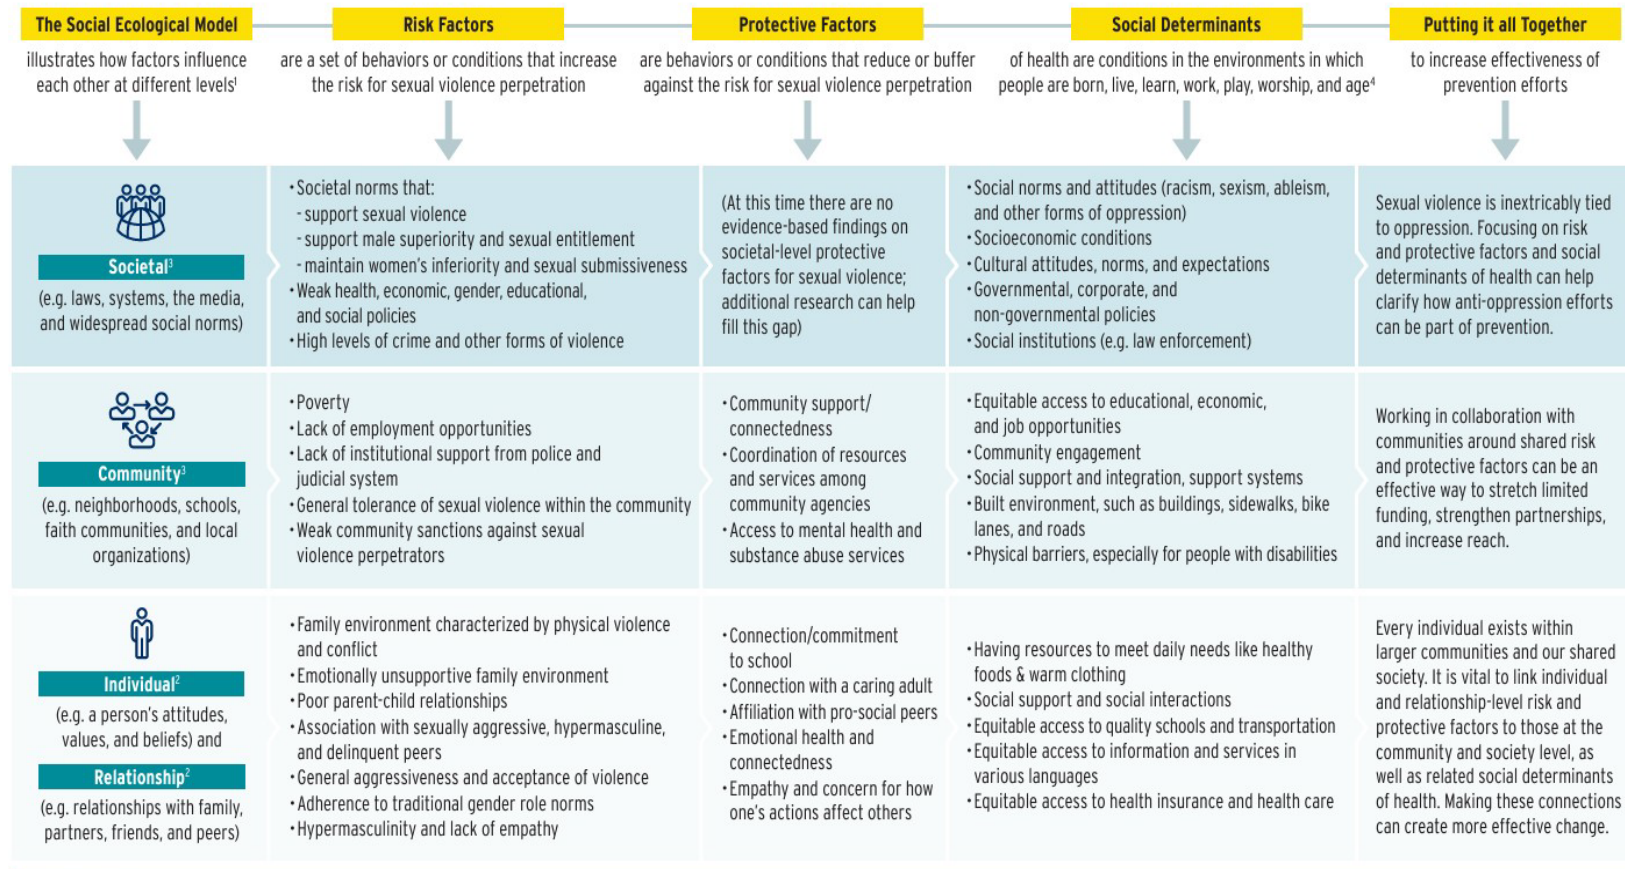 The Social Ecological Model
illustrates how factors influence
each other at different levels¹
Risk Factors
are a set of behaviors or conditions that increase
the risk for sexual violence perpetration
Protective Factors
are behaviors or conditions that reduce or buffer
against the risk for sexual violence perpetration
Social Determinants
of health are conditions in the environments in which
people are born, live, learn, work, play, worship, and age⁴
Putting it all Together
to increase effectiveness of
prevention efforts
Societal³
(e.g. laws, systems, the media,
and widespread social norms)
• Societal norms that:
- support sexual violence
- support male superiority and sexual entitlement
- maintain women's inferiority and sexual submissiveness
• Weak health, economic, gender, educational,
and social policies
• High levels of crime and other forms of violence
(At this time there are no
evidence-based findings on
societal-level protective
factors for sexual violence;
additional research can help
fill this gap)
• Social norms and attitudes (racism, sexism, ableism,
and other forms of oppression)
• Socioeconomic conditions
• Cultural attitudes, norms, and expectations
• Governmental, corporate, and
non-governmental policies
• Social institutions (e.g. law enforcement)
Sexual violence is inextricably tied
to oppression. Focusing on risk
and protective factors and social
determinants of health can help
clarify how anti-oppression efforts
can be part of prevention.
Community³
(e.g. neighborhoods, schools,
faith communities, and local
organizations)
• Poverty
• Lack of employment opportunities
• Lack of institutional support from police and
judicial system
• General tolerance of sexual violence within the community
• Weak community sanctions against sexual
violence perpetrators
• Community support/
connectedness
• Coordination of resources
and services among
community agencies
• Access to mental health and
substance abuse services
• Equitable access to educational, economic,
and job opportunities
• Community engagement
• Social support and integration, support systems
• Built environment, such as buildings, sidewalks, bike
lanes, and roads
• Physical barriers, especially for people with disabilities
Working in collaboration with
communities around shared risk
and protective factors can be an
effective way to stretch limited
funding, strengthen partnerships,
and increase reach.
Individual²
(e.g. a person's attitudes,
values, and beliefs) and
Relationship²
(e.g. relationships with family,
partners, friends, and peers)
• Family environment characterized by physical violence
and conflict
• Emotionally unsupportive family environment
• Poor parent-child relationships
• Association with sexually aggressive, hypermasculine,
and delinquent peers
• General aggressiveness and acceptance of violence
• Adherence to traditional gender role norms
• Hypermasculinity and lack of empathy
• Connection/commitment
to school
• Connection with a caring adult
• Affiliation with pro-social peers
• Emotional health and
connectedness
• Empathy and concern for how
one's actions affect others
• Having resources to meet daily needs like healthy
foods & warm clothing
• Social support and social interactions
• Equitable access to quality schools and transportation
• Equitable access to information and services in
various languages
• Equitable access to health insurance and health care
Every individual exists within
larger communities and our shared
society. It is vital to link individual
and relationship-level risk and
protective factors to those at the
community and society level, as
well as related social determinants
of health. Making these connections
can create more effective change.